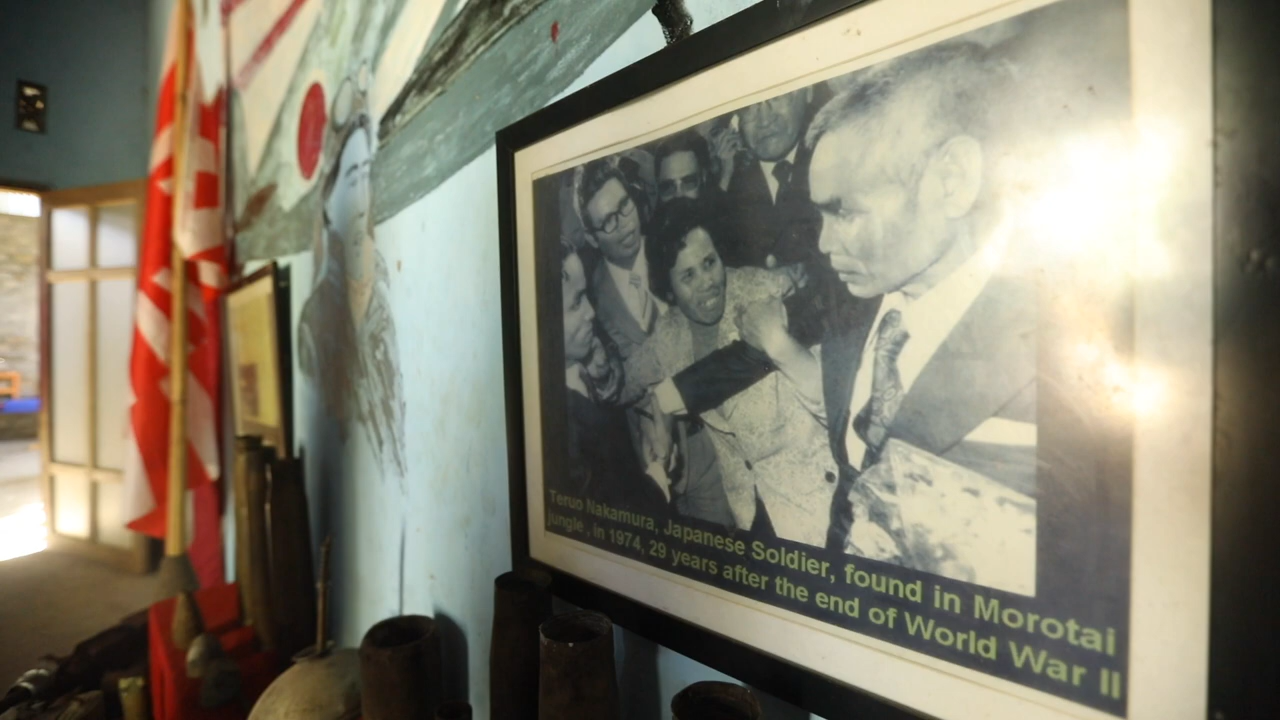 Teruo Nakamura, Japanese Soldier, found in Morotai
jungle , in 1974, 29 years after the end of World War II